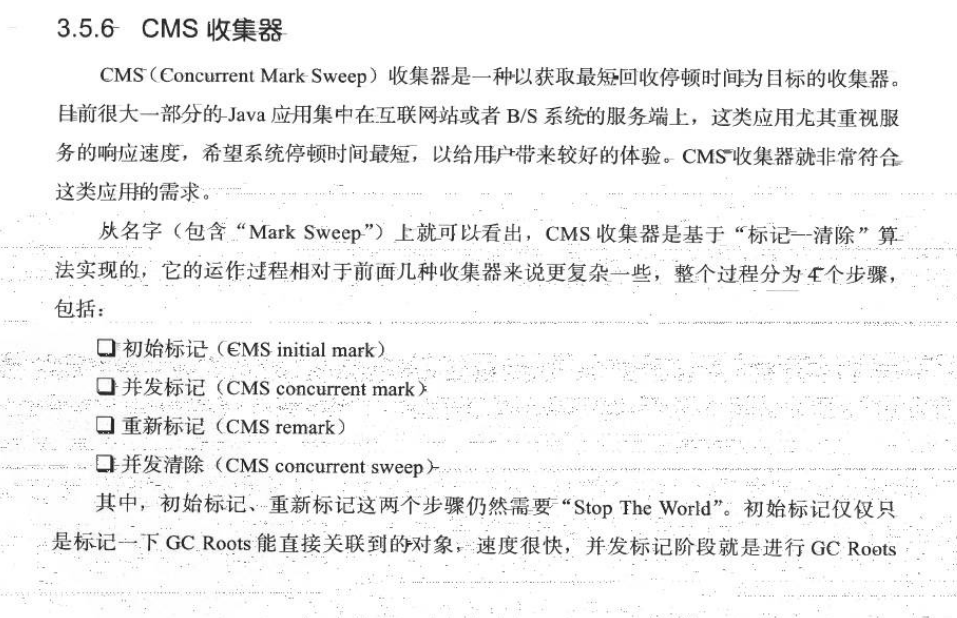 3.5.6 CMS 收集器
CMS（Concurrent Mark Sweep）收集器是一种以获取最短回收停顿时间为目标的收集器。
目前很大一部分的 Java 应用集中在互联网站或者 B/S 系统的服务端上，这类应用尤其重视服
务的响应速度，希望系统停顿时间最短，以给用户带来较好的体验。CMS 收集器就非常符合
这类应用的需求。
从名字（包含“Mark Sweep”）上就可以看出，CMS 收集器是基于“标记—清除”算
法实现的，它的运作过程相对于前面几种收集器来说更复杂一些，整个过程分为 4 个步骤，
包括：
❑ 初始标记（CMS initial mark）
❑ 并发标记（CMS concurrent mark）
❑ 重新标记（CMS remark）
❑ 并发清除（CMS concurrent sweep）
其中，初始标记、重新标记这两个步骤仍然需要“Stop The World”。初始标记仅仅只
是标记一下 GC Roots 能直接关联到的对象，速度很快，并发标记阶段就是进行 GC Roots